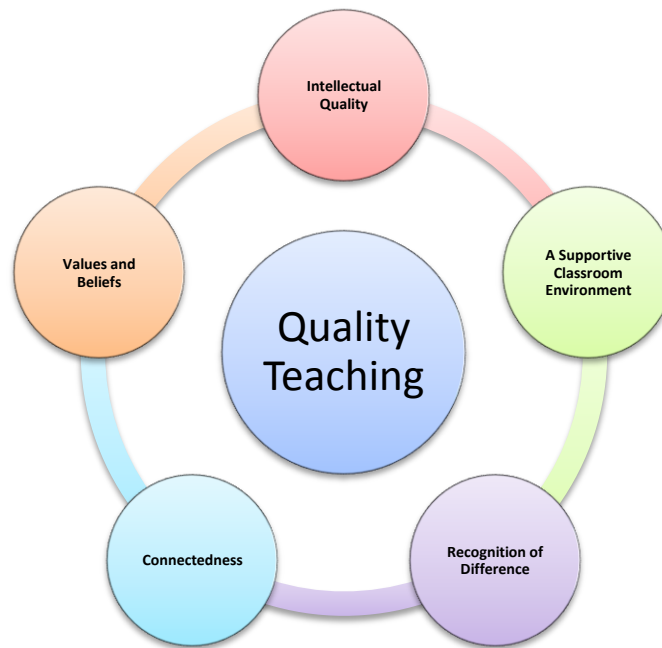 Intellectual
Quality
A Supportive
Classroom
Environment
Recognition of
Difference
Connectedness
Values and
Beliefs
Quality
Teaching